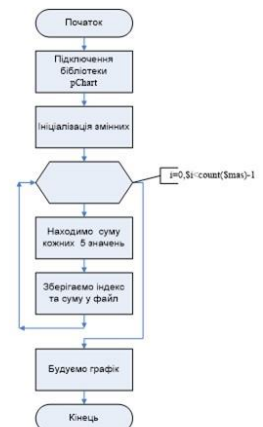 Початок
Підключення
бібліотеки
pChart
Ініціалізація змінних
i=0,$i<count($mas)-1
Находимо суму
кожних 5 значень
Зберігаємо індекс
та суму у файл
Будуємо графік
Кінець